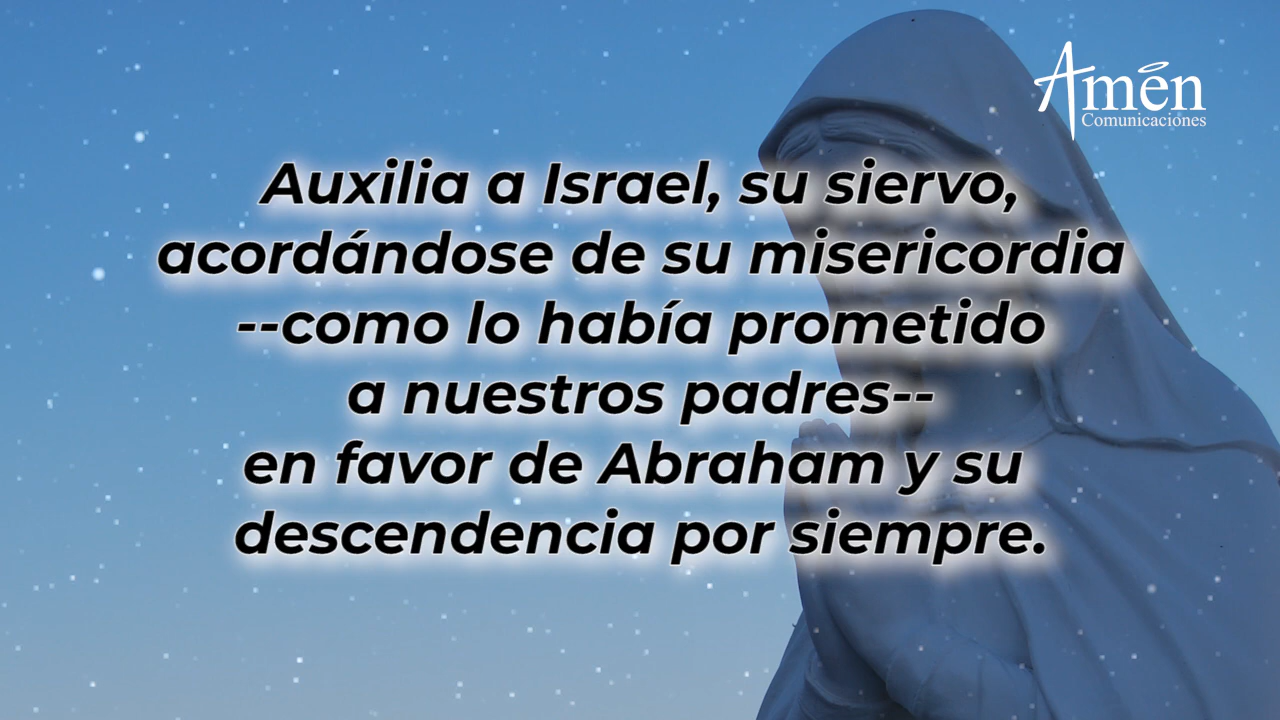 Amén
Comunicaciones
Auxilia a Israel, su siervo,
acordándose de su misericordia
--como lo había prometido
a nuestros padres--
en favor de Abraham y su
descendencia por siempre.